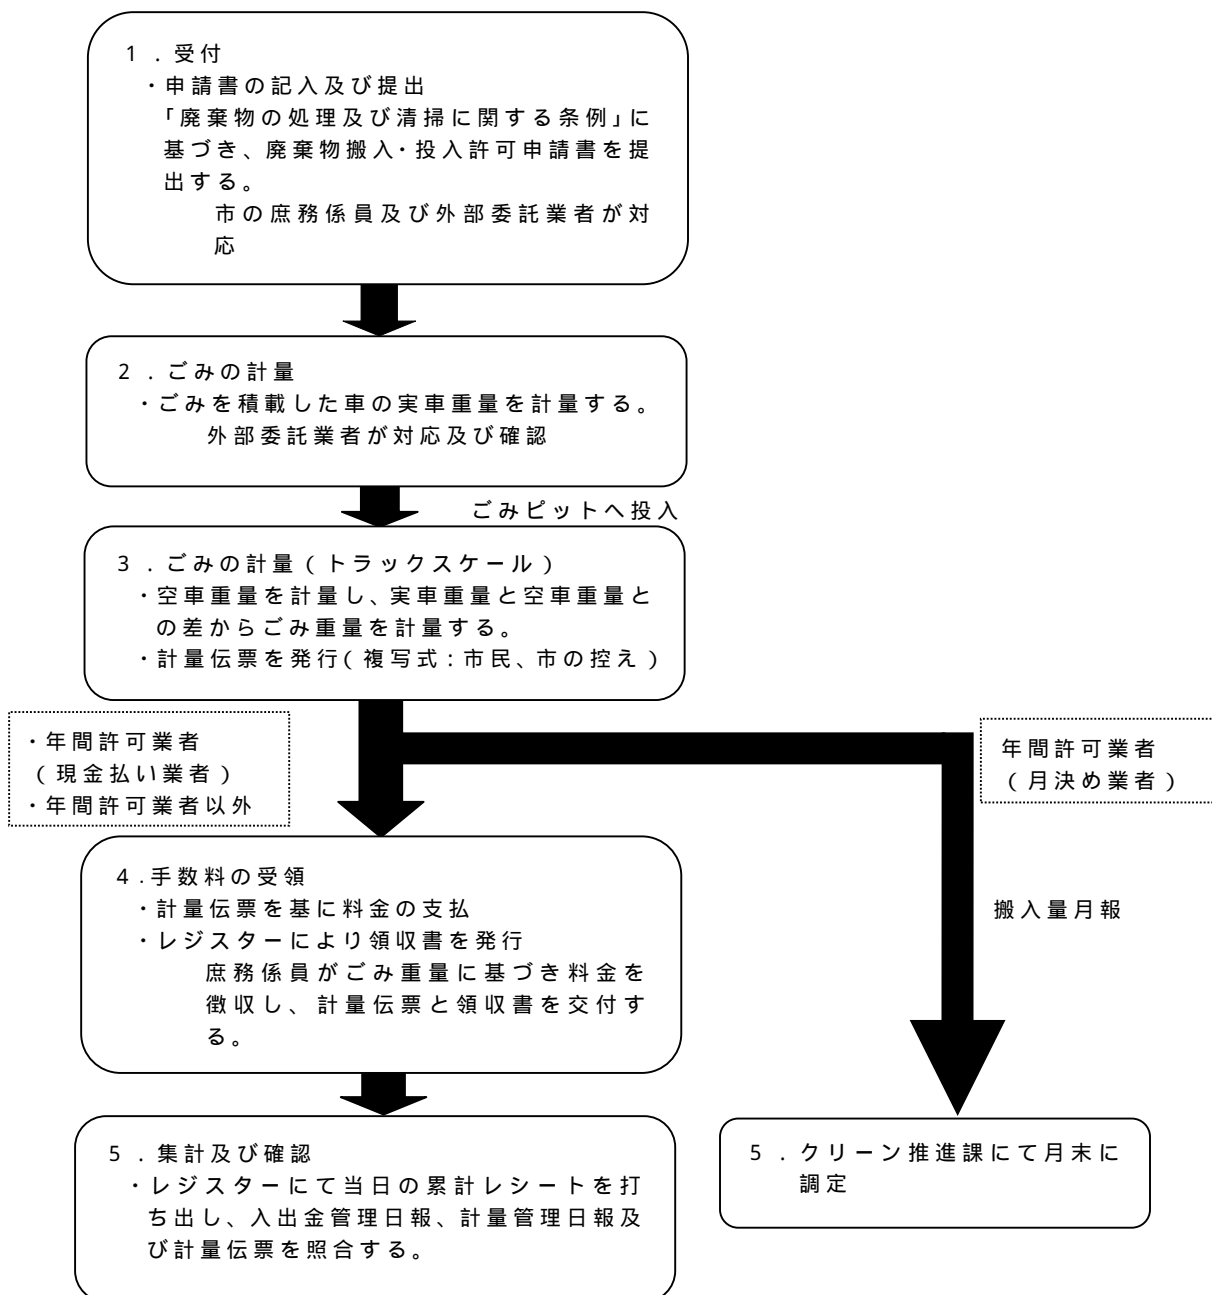 1．受付
・申請書の記入及び提出
「廃棄物の処理及び清掃に関する条例」に
基づき、廃棄物搬入・投入許可申請書を提
出する。
市の庶務係員及び外部委託業者が対
応
2．ごみの計量
・ごみを積載した車の実車重量を計量する。
外部委託業者が対応及び確認
ごみピットへ投入
3．ごみの計量（トラックスケール）
・空車重量を計量し、実車重量と空車重量と
の差からごみ重量を計量する。
・計量伝票を発行（複写式：市民、市の控え）
・年間許可業者
（現金払い業者）
・年間許可業者以外
年間許可業者
（月決め業者）
4．手数料の受領
・計量伝票を基に料金の支払
・レジスターにより領収書を発行
庶務係員がごみ重量に基づき料金を
徴収し、計量伝票と領収書を交付す
る。
搬入量月報
5．集計及び確認
・レジスターにて当日の累計レシートを打
ち出し、入出金管理日報、計量管理日報及
び計量伝票を照合する。
5．クリーン推進課にて月末に
調定